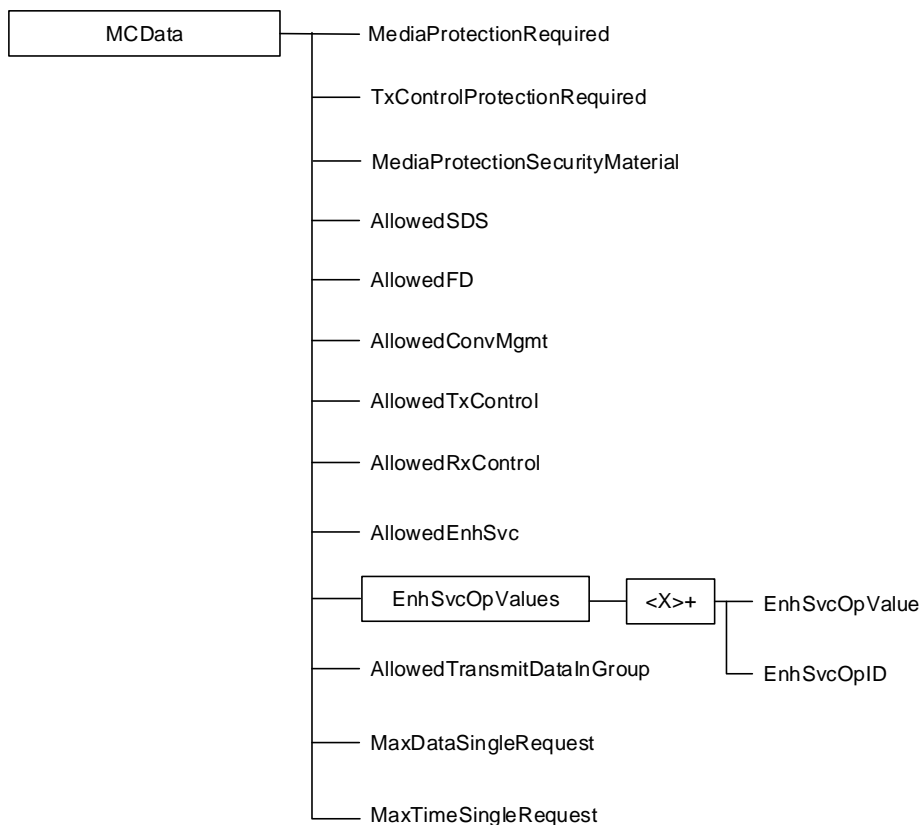 MCData
MediaProtectionRequired
TxControlProtectionRequired
MediaProtectionSecurityMaterial
AllowedSDS
AllowedFD
AllowedConvMgmt
AllowedTxControl
AllowedRxControl
AllowedEnhSvc
EnhSvcOpValues
<X>+
EnhSvcOpValue
EnhSvcOpID
AllowedTransmitDataInGroup
MaxDataSingleRequest
MaxTimeSingleRequest